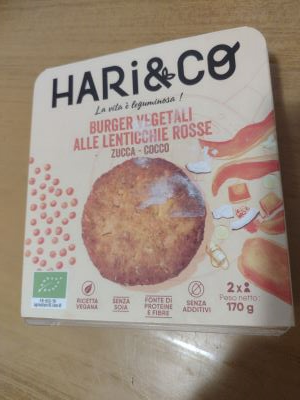 HARi&CO
La vita è leguminosa !
BURGER VEGETALI
ALLE LENTICCHIE ROSSE
ZUCCA - COCCO
RICETTA
VEGANA
SENZA
SOIA
FONTE DI
PROTEINE
E FIBRE
SENZA
ADDITIVI
2 x
Peso netto:
170 g